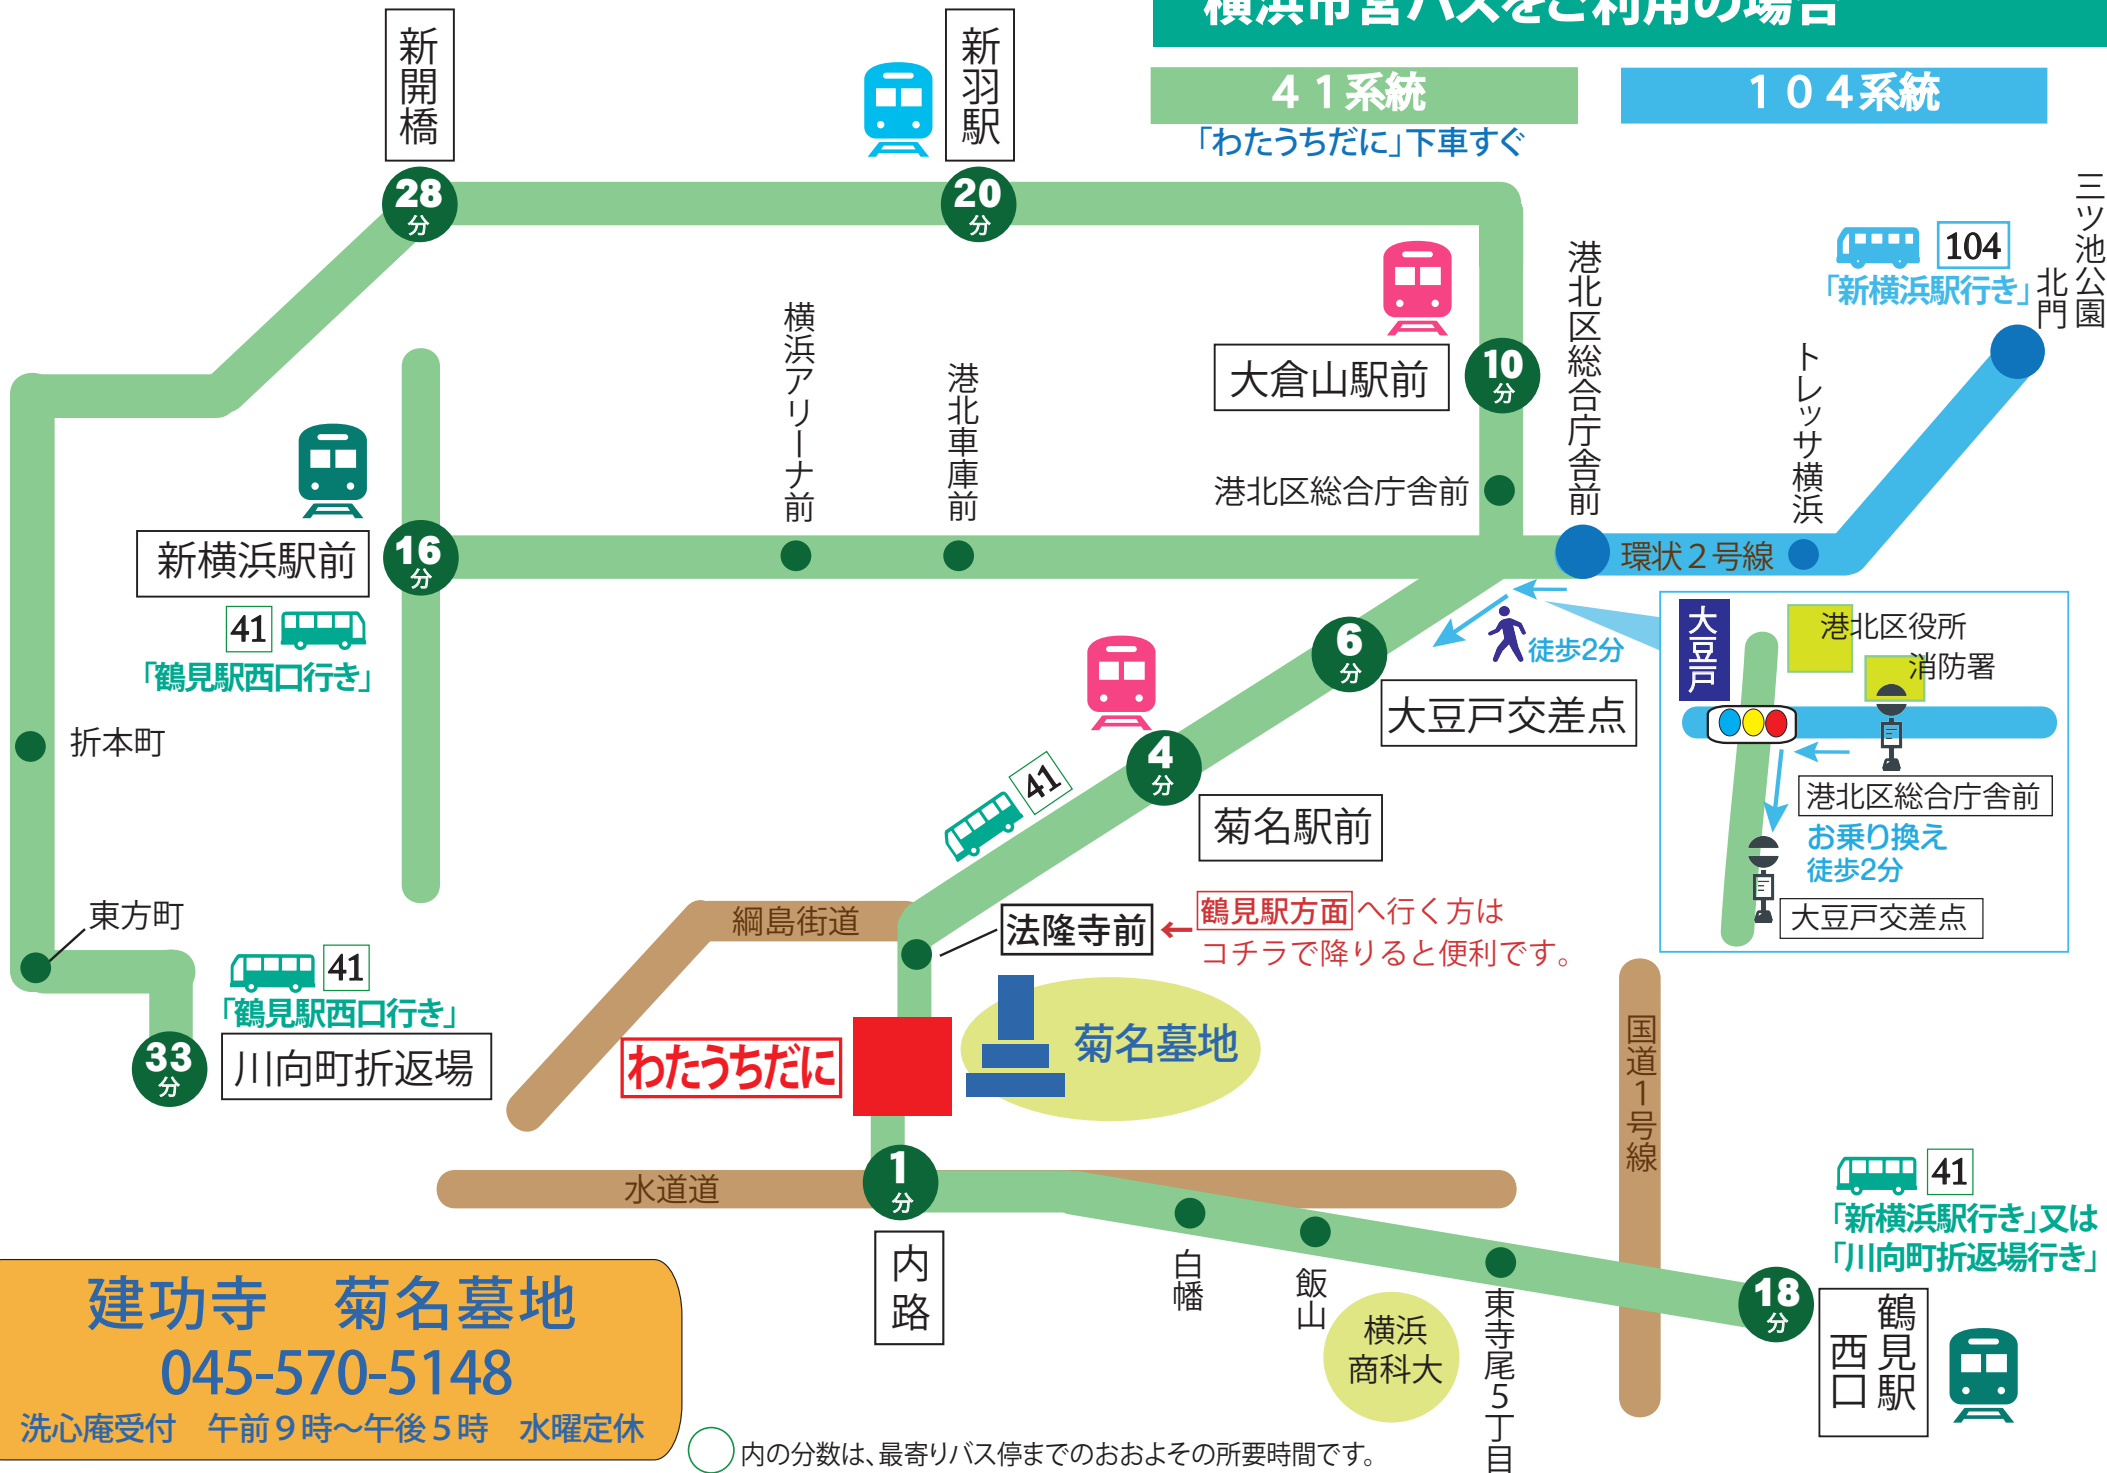 横浜市営バスをご利用の場合
41系統
104系統
「わたうちだに」下車すぐ
新開橋
新羽駅
28分
20分
三ツ池公園
北門
104
「新横浜駅行き」
港北区総合庁舎前
トレッサ横浜
横浜アリーナ前
港北車庫前
大倉山駅前
10分
港北区総合庁舎前
新横浜駅前
16分
環状2号線
41
「鶴見駅西口行き」
6分
徒歩2分
大豆戸
港北区役所
消防署
大豆戸交差点
折本町
4分
41
港北区総合庁舎前
お乗り換え
徒歩2分
菊名駅前
大豆戸交差点
東方町
綱島街道
法隆寺前
←鶴見駅方面へ行く方は
コチラで降りると便利です。
41
「鶴見駅西口行き」
33分
川向町折返場
わたうちだに
菊名墓地
国道1号線
水道道
1分
内路
白幡
飯山
東寺尾5丁目
横浜
商科大
41
「新横浜駅行き」又は
「川向町折返場行き」
18分
鶴見駅
西口
建功寺　菊名墓地
045-570-5148
洗心庵受付　午前9時～午後5時　水曜定休
内の分数は、最寄りバス停までのおおよその所要時間です。